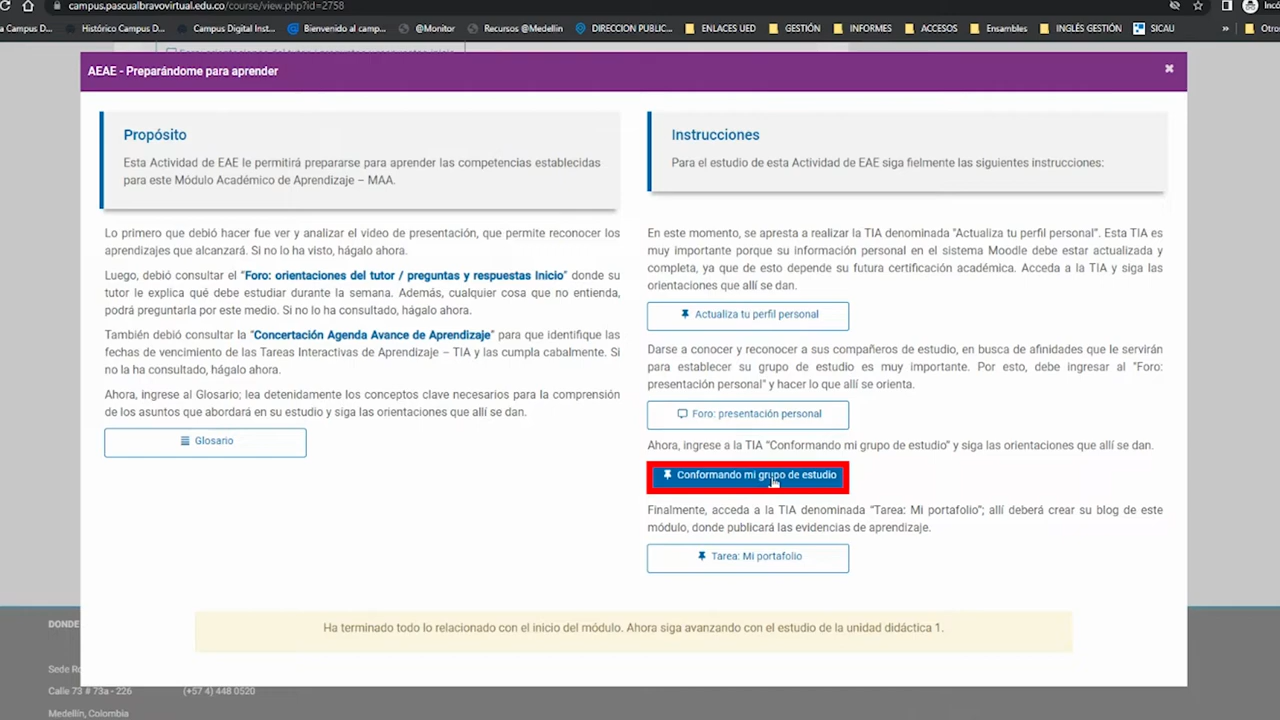 campus.pascualbravovirtual.edu.co/course/view.php?id=2758
Campus D... Histórico Campus D... Campus Digital Inst... Bienvenido al camp... @Monitor Recursos @Medellin DIRECCION PUBLIC... ENLACES UED GESTIÓN INFORMES ACCESOS Ensambles INGLÉS GESTIÓN SICAU » Otros
AEAE - Preparándome para aprender
Propósito
Esta Actividad de EAE le permitirá prepararse para aprender las competencias establecidas
para este Módulo Académico de Aprendizaje – MAA.
Lo primero que debió hacer fue ver y analizar el video de presentación, que permite reconocer los
aprendizajes que alcanzará. Si no lo ha visto, hágalo ahora.
Luego, debió consultar el "Foro: orientaciones del tutor / preguntas y respuestas Inicio" donde su
tutor le explica qué debe estudiar durante la semana. Además, cualquier cosa que no entienda,
podrá preguntarla por este medio. Si no lo ha consultado, hágalo ahora.
También debió consultar la "Concertación Agenda Avance de Aprendizaje" para que identifique las
fechas de vencimiento de las Tareas Interactivas de Aprendizaje – TIA y las cumpla cabalmente. Si
no la ha consultado, hágalo ahora.
Ahora, ingrese al Glosario; lea detenidamente los conceptos clave necesarios para la comprensión
de los asuntos que abordará en su estudio y siga las orientaciones que allí se dan.
Glosario
Instrucciones
Para el estudio de esta Actividad de EAE siga fielmente las siguientes instrucciones:
En este momento, se apresta a realizar la TIA denominada "Actualiza tu perfil personal". Esta TIA es
muy importante porque su información personal en el sistema Moodle debe estar actualizada y
completa, ya que de esto depende su futura certificación académica. Acceda a la TIA y siga las
orientaciones que allí se dan.
Actualiza tu perfil personal
Darse a conocer y reconocer a sus compañeros de estudio, en busca de afinidades que le servirán
para establecer su grupo de estudio es muy importante. Por esto, debe ingresar al "Foro:
presentación personal" y hacer lo que allí se orienta.
Foro: presentación personal
Ahora, ingrese a la TIA "Conformando mi grupo de estudio" y siga las orientaciones que allí se dan.
Conformando mi grupo de estudio
Finalmente, acceda a la TIA denominada "Tarea: Mi portafolio"; allí deberá crear su blog de este
módulo, donde publicará las evidencias de aprendizaje.
Tarea: Mi portafolio
Ha terminado todo lo relacionado con el inicio del módulo. Ahora siga avanzando con el estudio de la unidad didáctica 1.
DONDE
Sede
Calle 73 # 73a - 226 (+57 4) 448 0520
Medellín, Colombia